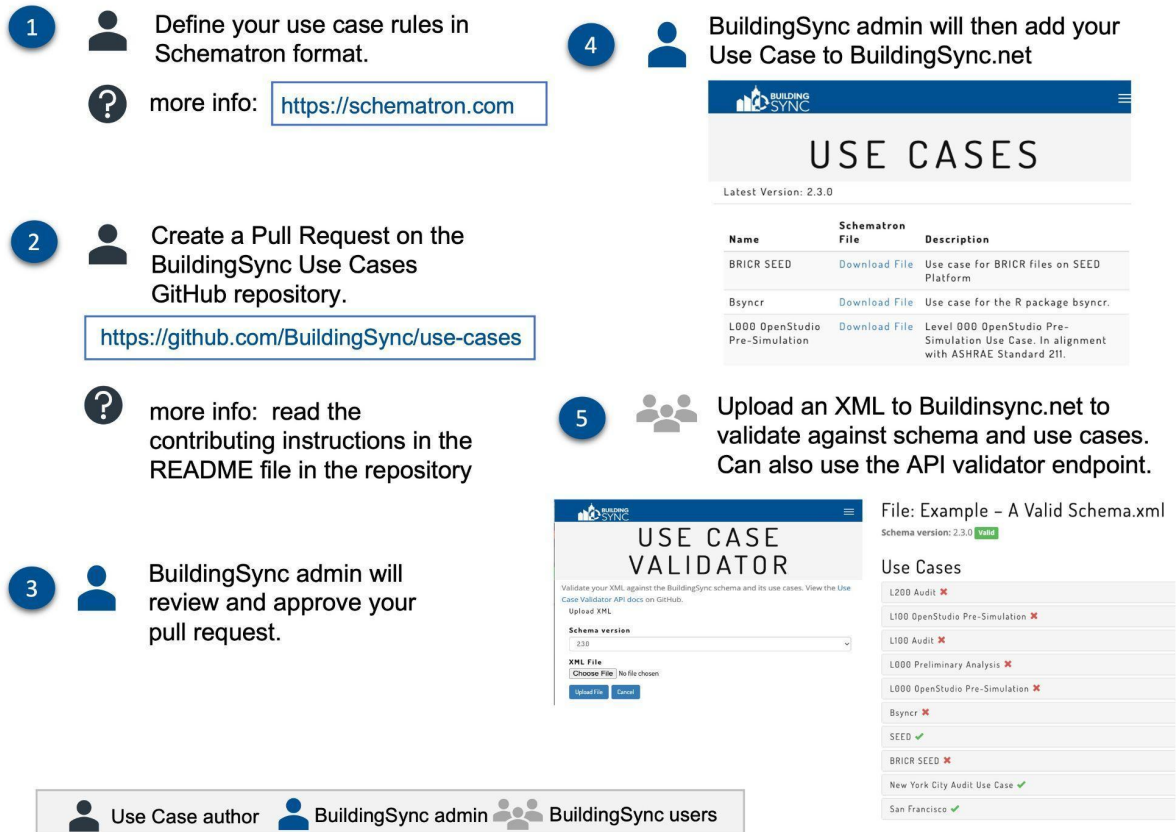 1
Define your use case rules in
Schematron format.
?
more info:
https://schematron.com
2
Create a Pull Request on the
BuildingSync Use Cases
GitHub repository.
https://github.com/BuildingSync/use-cases
?
more info: read the
contributing instructions in the
README file in the repository
3
BuildingSync admin will
review and approve your
pull request.
4
BuildingSync admin will then add your
Use Case to BuildingSync.net
BUILDING
SYNC
USE CASES
Latest Version: 2.3.0
Name Schematron File Description
BRICR SEED Download File Use case for BRICR files on SEED
Platform
Bsyncr Download File Use case for the R package bsyncr.
L000 OpenStudio Download File Level 000 OpenStudio Pre-
Pre-Simulation Simulation Use Case. In alignment
with ASHRAE Standard 211.
5
Upload an XML to Buildinsync.net to
validate against schema and use cases.
Can also use the API validator endpoint.
BUILDING
SYNC
USE CASE
VALIDATOR
Validate your XML against the BuildingSync schema and its use cases. View the Use
Case Validator API docs on GitHub.
Upload XML
Schema version
2.3.0
XML File
Choose File No file chosen
Upload File Cancel
File: Example – A Valid Schema.xml
Schema version: 2.3.0 Valid
Use Cases
L200 Audit ✖
L100 OpenStudio Pre-Simulation ✖
L100 Audit ✖
L000 Preliminary Analysis ✖
L000 OpenStudio Pre-Simulation ✖
Bsyncr ✖
SEED ✔
BRICR SEED ✖
New York City Audit Use Case ✔
San Francisco ✔
Use Case author BuildingSync admin BuildingSync users